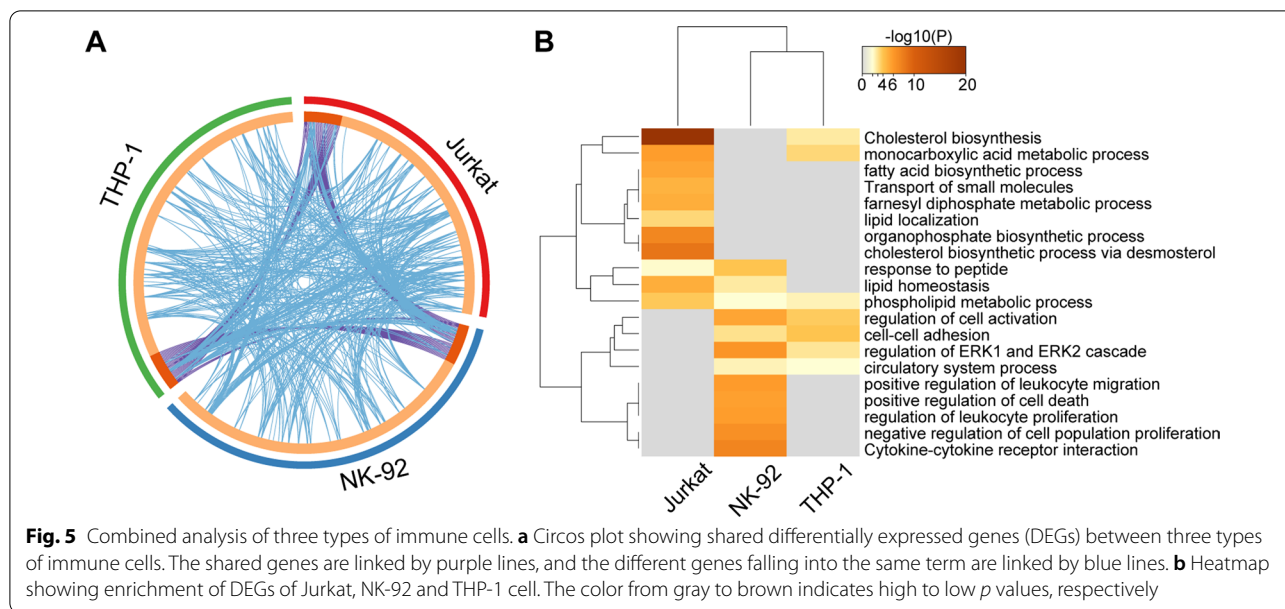 A
THP-1
Jurkat
NK-92
B
-log10(P)
0 4 6 10 20
Cholesterol biosynthesis
monocarboxylic acid metabolic process
fatty acid biosynthetic process
Transport of small molecules
farnesyl diphosphate metabolic process
lipid localization
organophosphate biosynthetic process
cholesterol biosynthetic process via desmosterol
response to peptide
lipid homeostasis
phospholipid metabolic process
regulation of cell activation
cell-cell adhesion
regulation of ERK1 and ERK2 cascade
circulatory system process
positive regulation of leukocyte migration
positive regulation of cell death
regulation of leukocyte proliferation
negative regulation of cell population proliferation
Cytokine-cytokine receptor interaction
Jurkat
NK-92
THP-1
Fig. 5 Combined analysis of three types of immune cells. a Circos plot showing shared differentially expressed genes (DEGs) between three types
of immune cells. The shared genes are linked by purple lines, and the different genes falling into the same term are linked by blue lines. b Heatmap
showing enrichment of DEGs of Jurkat, NK-92 and THP-1 cell. The color from gray to brown indicates high to low p values, respectively